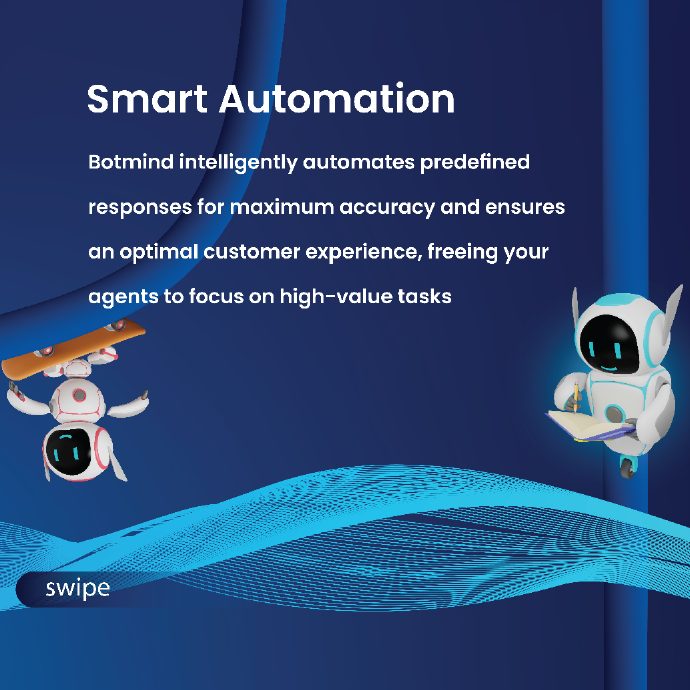 Smart Automation
Botmind intelligently automates predefined
responses for maximum accuracy and ensures
an optimal customer experience, freeing your
agents to focus on high-value tasks
swipe